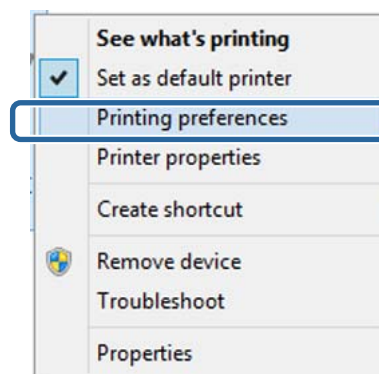 See what's printing
Set as default printer
Printing preferences
Printer properties
Create shortcut
Remove device
Troubleshoot
Properties